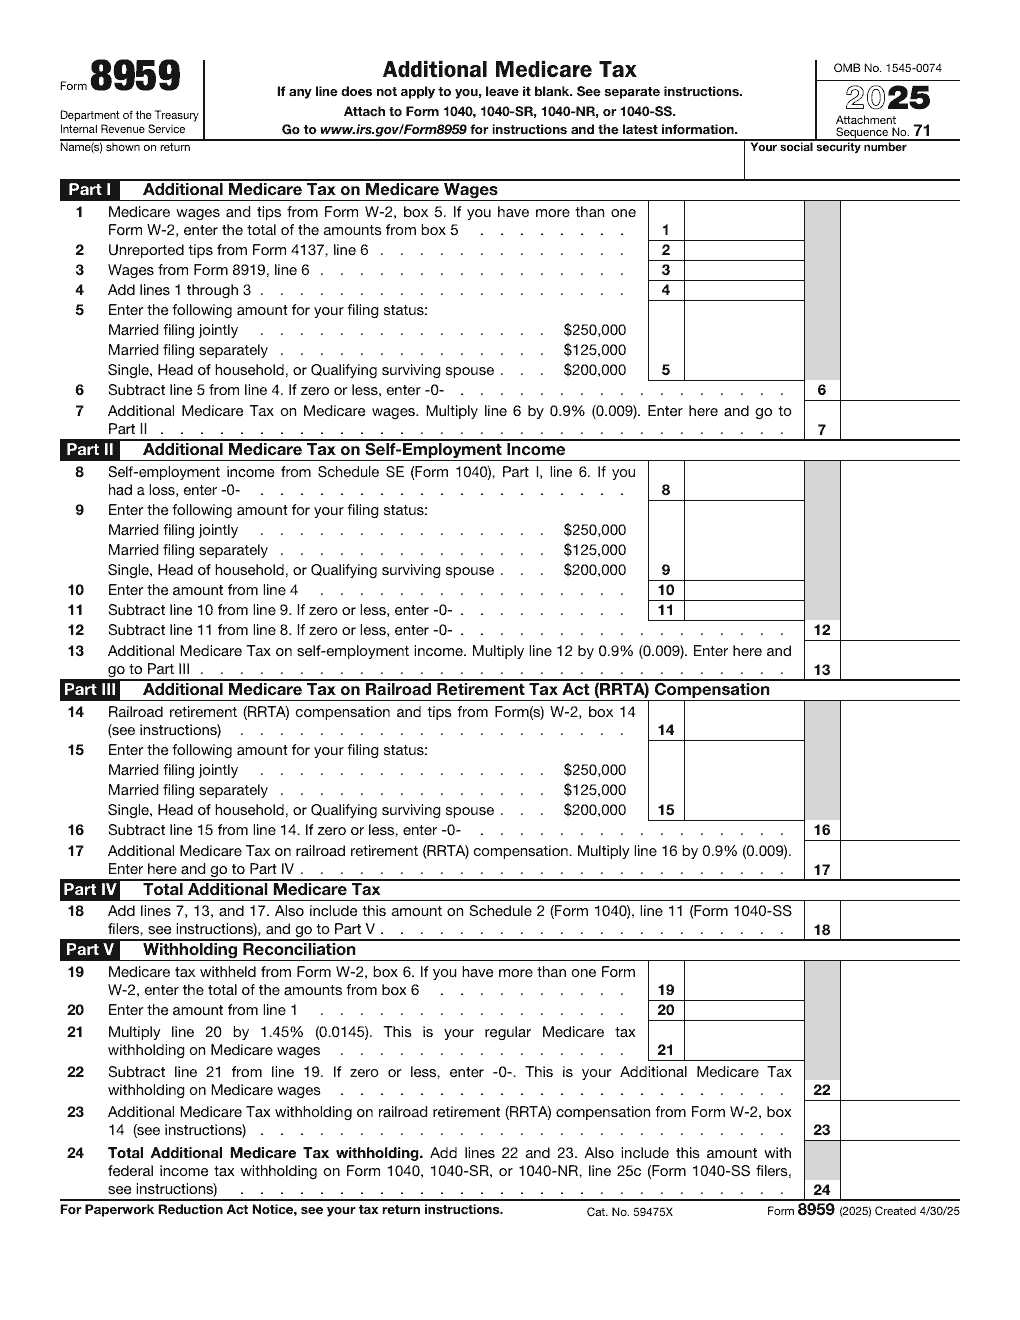 Form 8959
Department of the Treasury
Internal Revenue Service
Additional Medicare Tax
If any line does not apply to you, leave it blank. See separate instructions.
Attach to Form 1040, 1040-SR, 1040-NR, or 1040-SS.
Go to www.irs.gov/Form8959 for instructions and the latest information.
OMB No. 1545-0074
2025
Attachment
Sequence No. 71
Name(s) shown on return
Your social security number
Part I Additional Medicare Tax on Medicare Wages
1 Medicare wages and tips from Form W-2, box 5. If you have more than one
Form W-2, enter the total of the amounts from box 5 . . . . . . . . 1
2 Unreported tips from Form 4137, line 6 . . . . . . . . . . . . . 2
3 Wages from Form 8919, line 6 . . . . . . . . . . . . . . . . 3
4 Add lines 1 through 3 . . . . . . . . . . . . . . . . . . . 4
5 Enter the following amount for your filing status:
Married filing jointly . . . . . . . . . . . . . . . $250,000
Married filing separately . . . . . . . . . . . . . . $125,000
Single, Head of household, or Qualifying surviving spouse . . . $200,000 5
6 Subtract line 5 from line 4. If zero or less, enter -0- . . . . . . . . . . . . . . . . 6
7 Additional Medicare Tax on Medicare wages. Multiply line 6 by 0.9% (0.009). Enter here and go to
Part II . . . . . . . . . . . . . . . . . . . . . . . . . . . . . . . . 7
Part II Additional Medicare Tax on Self-Employment Income
8 Self-employment income from Schedule SE (Form 1040), Part I, line 6. If you
had a loss, enter -0- . . . . . . . . . . . . . . . . . . . 8
9 Enter the following amount for your filing status:
Married filing jointly . . . . . . . . . . . . . . . $250,000
Married filing separately . . . . . . . . . . . . . . $125,000
Single, Head of household, or Qualifying surviving spouse . . . $200,000 9
10 Enter the amount from line 4 . . . . . . . . . . . . . . . . 10
11 Subtract line 10 from line 9. If zero or less, enter -0- . . . . . . . . . 11
12 Subtract line 11 from line 8. If zero or less, enter -0- . . . . . . . . . . . . . . . . . 12
13 Additional Medicare Tax on self-employment income. Multiply line 12 by 0.9% (0.009). Enter here and
go to Part III . . . . . . . . . . . . . . . . . . . . . . . . . . . . . . 13
Part III Additional Medicare Tax on Railroad Retirement Tax Act (RRTA) Compensation
14 Railroad retirement (RRTA) compensation and tips from Form(s) W-2, box 14
(see instructions) . . . . . . . . . . . . . . . . . . . . 14
15 Enter the following amount for your filing status:
Married filing jointly . . . . . . . . . . . . . . . $250,000
Married filing separately . . . . . . . . . . . . . . $125,000
Single, Head of household, or Qualifying surviving spouse . . . $200,000 15
16 Subtract line 15 from line 14. If zero or less, enter -0- . . . . . . . . . . . . . . . . 16
17 Additional Medicare Tax on railroad retirement (RRTA) compensation. Multiply line 16 by 0.9% (0.009).
Enter here and go to Part IV . . . . . . . . . . . . . . . . . . . . . . . . . 17
Part IV Total Additional Medicare Tax
18 Add lines 7, 13, and 17. Also include this amount on Schedule 2 (Form 1040), line 11 (Form 1040-SS
filers, see instructions), and go to Part V . . . . . . . . . . . . . . . . . . . . . 18
Part V Withholding Reconciliation
19 Medicare tax withheld from Form W-2, box 6. If you have more than one Form
W-2, enter the total of the amounts from box 6 . . . . . . . . . . 19
20 Enter the amount from line 1 . . . . . . . . . . . . . . . . 20
21 Multiply line 20 by 1.45% (0.0145). This is your regular Medicare tax
withholding on Medicare wages . . . . . . . . . . . . . . . 21
22 Subtract line 21 from line 19. If zero or less, enter -0-. This is your Additional Medicare Tax
withholding on Medicare wages . . . . . . . . . . . . . . . . . . . . . . . 22
23 Additional Medicare Tax withholding on railroad retirement (RRTA) compensation from Form W-2, box
14 (see instructions) . . . . . . . . . . . . . . . . . . . . . . . . . . . 23
24 Total Additional Medicare Tax withholding. Add lines 22 and 23. Also include this amount with
federal income tax withholding on Form 1040, 1040-SR, or 1040-NR, line 25c (Form 1040-SS filers,
see instructions) . . . . . . . . . . . . . . . . . . . . . . . . . . . . 24
For Paperwork Reduction Act Notice, see your tax return instructions. Cat. No. 59475X Form 8959 (2025) Created 4/30/25